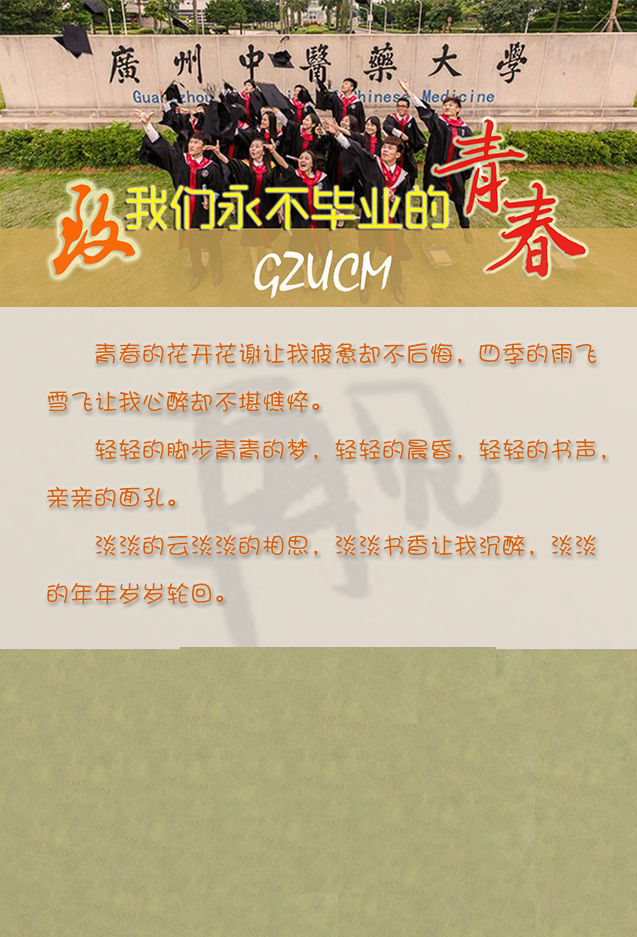 廣州中醫藥大學
Guangzhou Chinese Medicine
致我们永不毕业的青春
GZUCM
青春的花开花谢让我疲惫却不后悔，四季的雨飞
雪飞让我心醉却不堪憔悴。
轻轻的脚步青青的梦，轻轻的晨昏，轻轻的书声，
亲亲的面孔。
淡淡的云淡淡的相思，淡淡书香让我沉醉，淡淡
的年年岁岁轮回。
再见